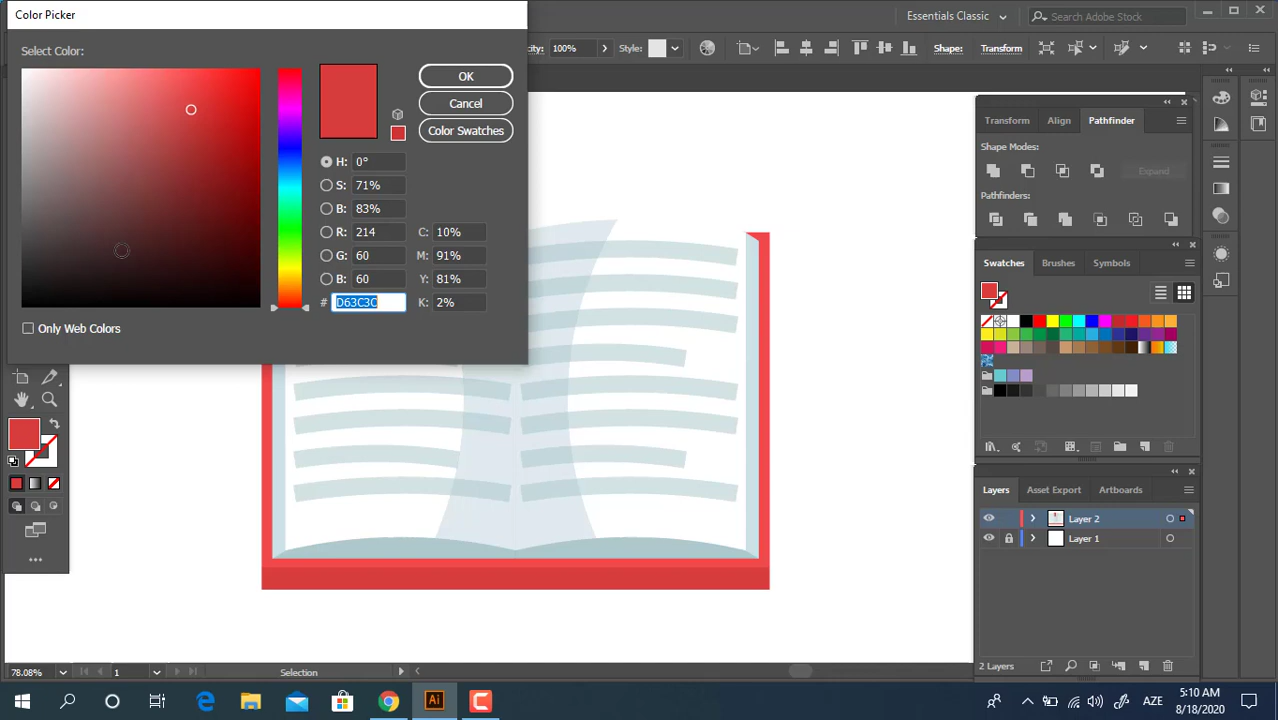 Color Picker
Essentials Classic
Search Adobe Stock
Select Color:
100%
Style:
Shape:
Transform
OK
Cancel
Color Swatches
H: 0°
S: 71%
B: 83%
R: 214
C: 10%
G: 60
M: 91%
B: 60
Y: 81%
# D63C3C
K: 2%
Only Web Colors
Transform
Align
Pathfinder
Shape Modes:
Expand
Pathfinders:
Swatches
Brushes
Symbols
Layers
Asset Export
Artboards
Layer 2
Layer 1
2 Layers
78.08%
1
Selection
Ai
AZE
5:10 AM
8/18/2020